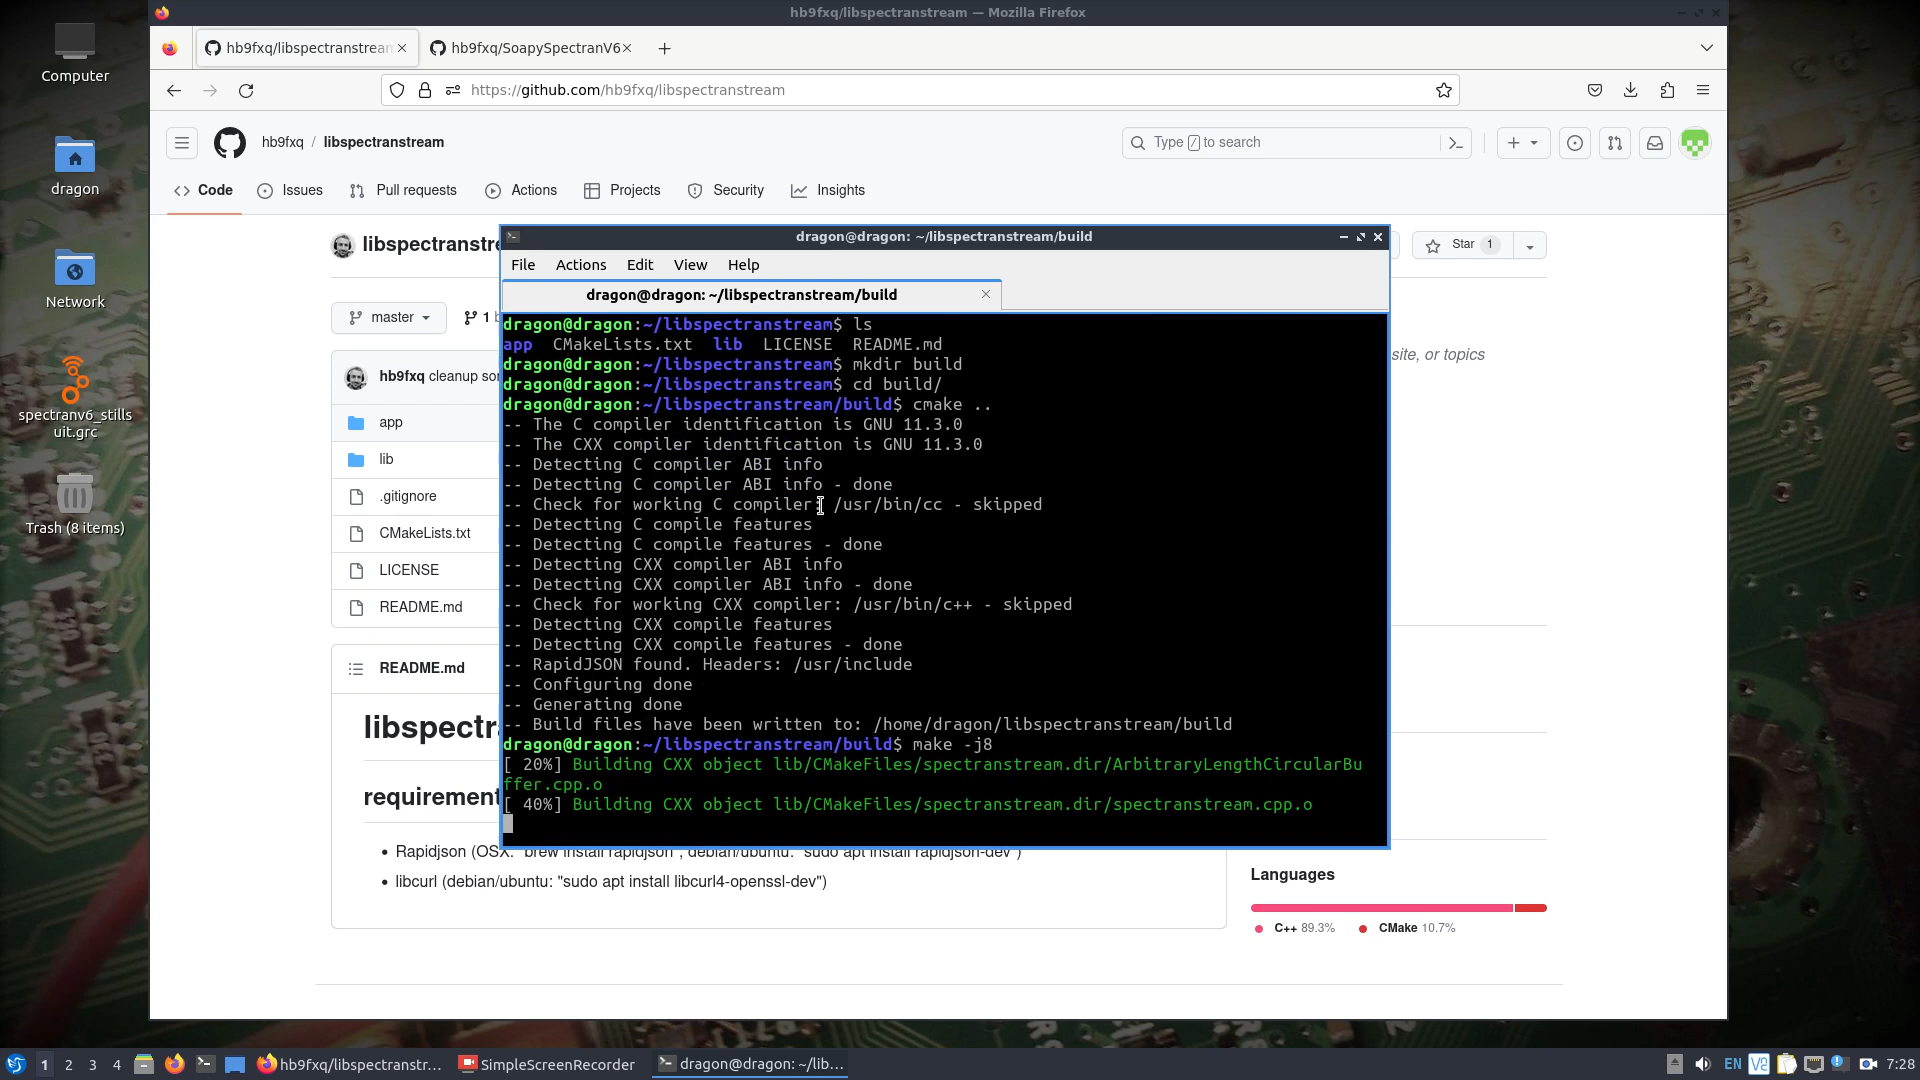 hb9fxq/libspectranstream — Mozilla Firefox
hb9fxq/libspectranstrean
hb9fxq/SoapySpectranV6
https://github.com/hb9fxq/libspectranstream
hb9fxq / libspectranstream
Type / to search
Code
Issues
Pull requests
Actions
Projects
Security
Insights
libspectranstre
Star 1
master
1 b
site, or topics
hb9fxq cleanup sor
app
lib
.gitignore
CMakeLists.txt
LICENSE
README.md
README.md
libspectr
requirement
Rapidjson (OSX: "brew install rapidjson", debian/ubuntu: "sudo apt install rapidjson-dev")
libcurl (debian/ubuntu: "sudo apt install libcurl4-openssl-dev")
Languages
C++ 89.3%
CMake 10.7%
dragon@dragon: ~/libspectranstream/build
File Actions Edit View Help
dragon@dragon: ~/libspectranstream/build
dragon@dragon:~/libspectranstream$ ls
app CMakeLists.txt lib LICENSE README.md
dragon@dragon:~/libspectranstream$ mkdir build
dragon@dragon:~/libspectranstream$ cd build/
dragon@dragon:~/libspectranstream/build$ cmake ..
-- The C compiler identification is GNU 11.3.0
-- The CXX compiler identification is GNU 11.3.0
-- Detecting C compiler ABI info
-- Detecting C compiler ABI info - done
-- Check for working C compiler: /usr/bin/cc - skipped
-- Detecting C compile features
-- Detecting C compile features - done
-- Detecting CXX compiler ABI info
-- Detecting CXX compiler ABI info - done
-- Check for working CXX compiler: /usr/bin/c++ - skipped
-- Detecting CXX compile features
-- Detecting CXX compile features - done
-- RapidJSON found. Headers: /usr/include
-- Configuring done
-- Generating done
-- Build files have been written to: /home/dragon/libspectranstream/build
dragon@dragon:~/libspectranstream/build$ make -j8
[ 20%] Building CXX object lib/CMakeFiles/spectranstream.dir/ArbitraryLengthCircularBu
ffer.cpp.o
[ 40%] Building CXX object lib/CMakeFiles/spectranstream.dir/spectranstream.cpp.o
Computer
dragon
Network
spectranv6_stills
uit.grc
Trash (8 items)
1 2 3 4
hb9fxq/libspectranstr...
SimpleScreenRecorder
dragon@dragon: ~/lib...
EN
7:28